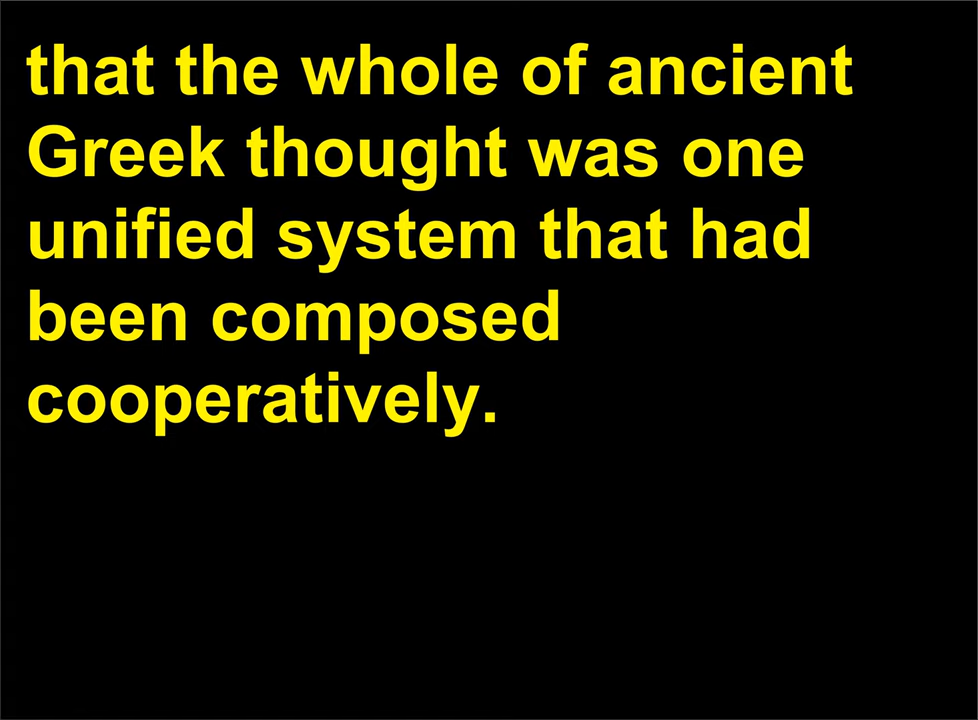 that the whole of ancient
Greek thought was one
unified system that had
been composed
cooperatively.